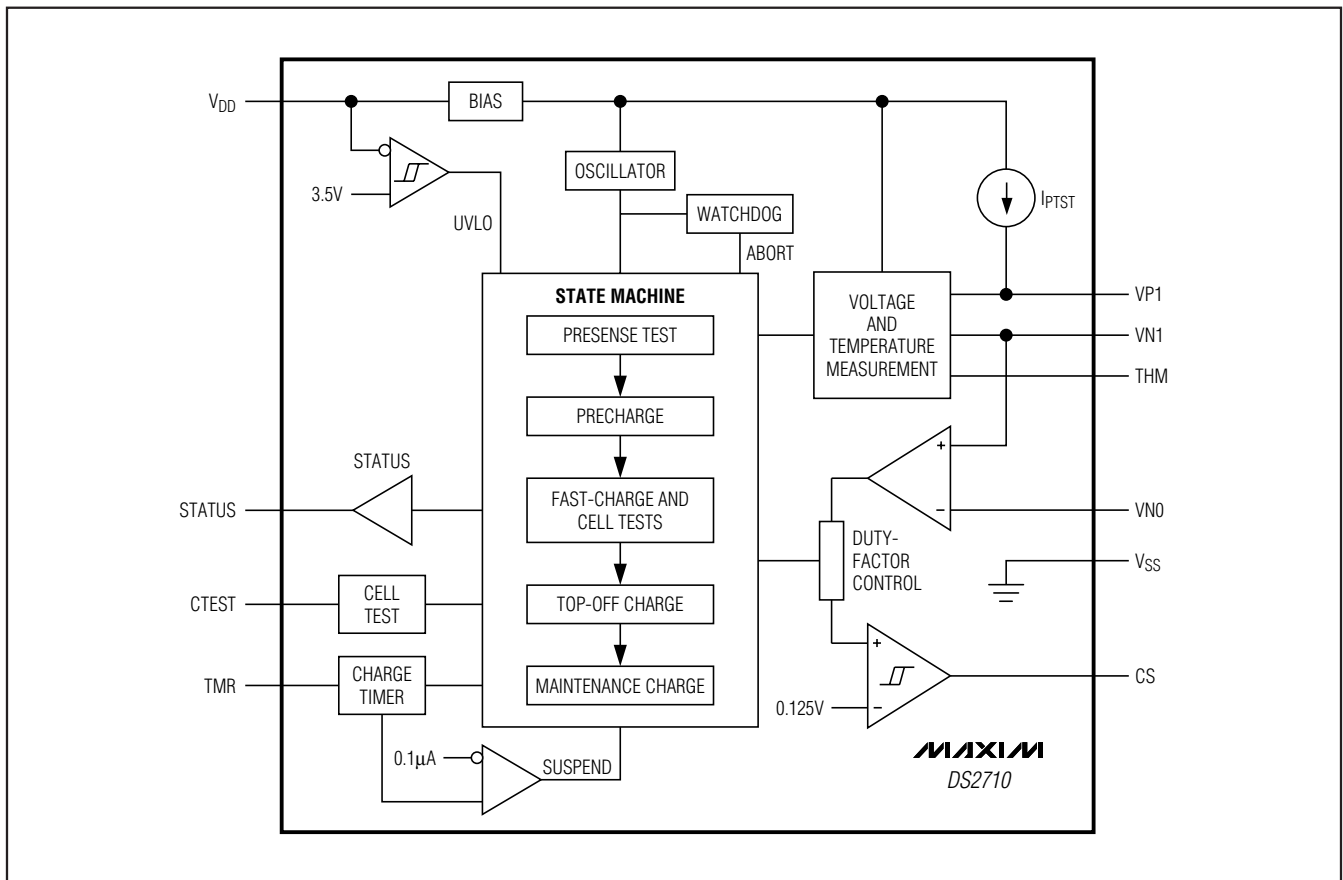 VDD
BIAS
3.5V
UVLO
OSCILLATOR
WATCHDOG
ABORT
IPTST
STATE MACHINE
PRESENSE TEST
PRECHARGE
FAST-CHARGE AND
CELL TESTS
TOP-OFF CHARGE
MAINTENANCE CHARGE
VOLTAGE
AND
TEMPERATURE
MEASUREMENT
VP1
VN1
THM
STATUS
STATUS
CTEST
CELL
TEST
TMR
CHARGE
TIMER
0.1µA
SUSPEND
+
−
VN0
DUTY-
FACTOR
CONTROL
VSS
+
0.125V
−
CS
MAXIM
DS2710